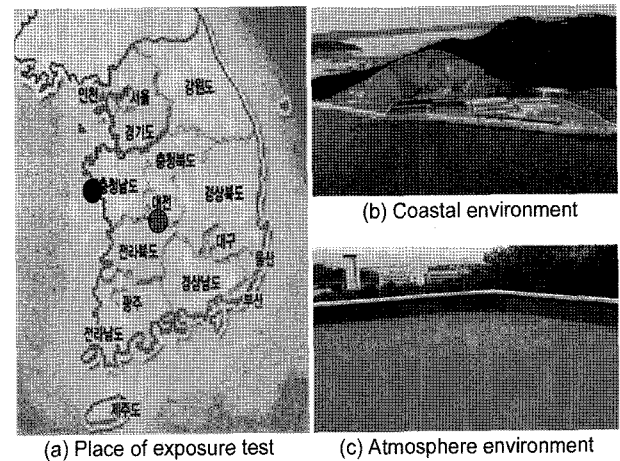 인천
서울
강원도
경기도
충청북도
충청남도
경상북도
대전
전라북도
대구
울산
경상남도
부산
광주
전라남도
제주도
(a) Place of exposure test
(b) Coastal environment
(c) Atmosphere environment